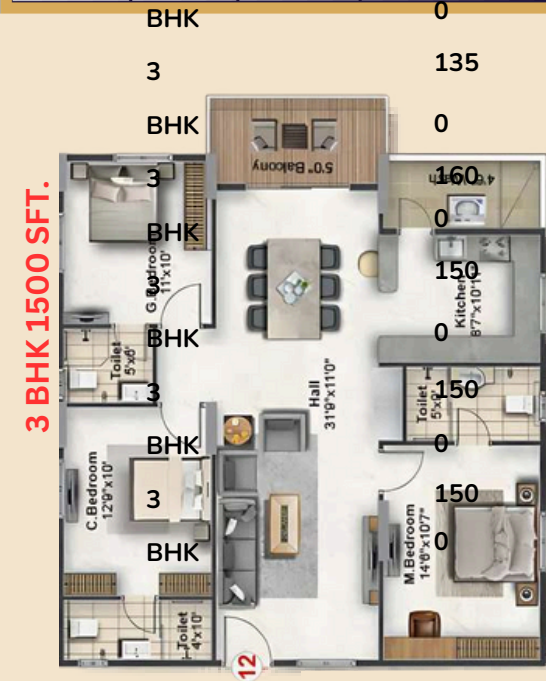 BHK
0
3
135
BHK
0
3
160
0
BHK
150
3
0
BHK
3
150
BHK
0
3
150
BHK
0
3 BHK 1500 SFT.
5'0" Balcony
4'6" Wash
G.Bedroom
11'x10'
Kitchen
8'7"x10'1"
Toilet
5'x6'
Hall
31'9"x11'0"
Toilet
5'x9'
C.Bedroom
12'9"x10'
M.Bedroom
14'6"x10'7"
Toilet
4'x10'
12